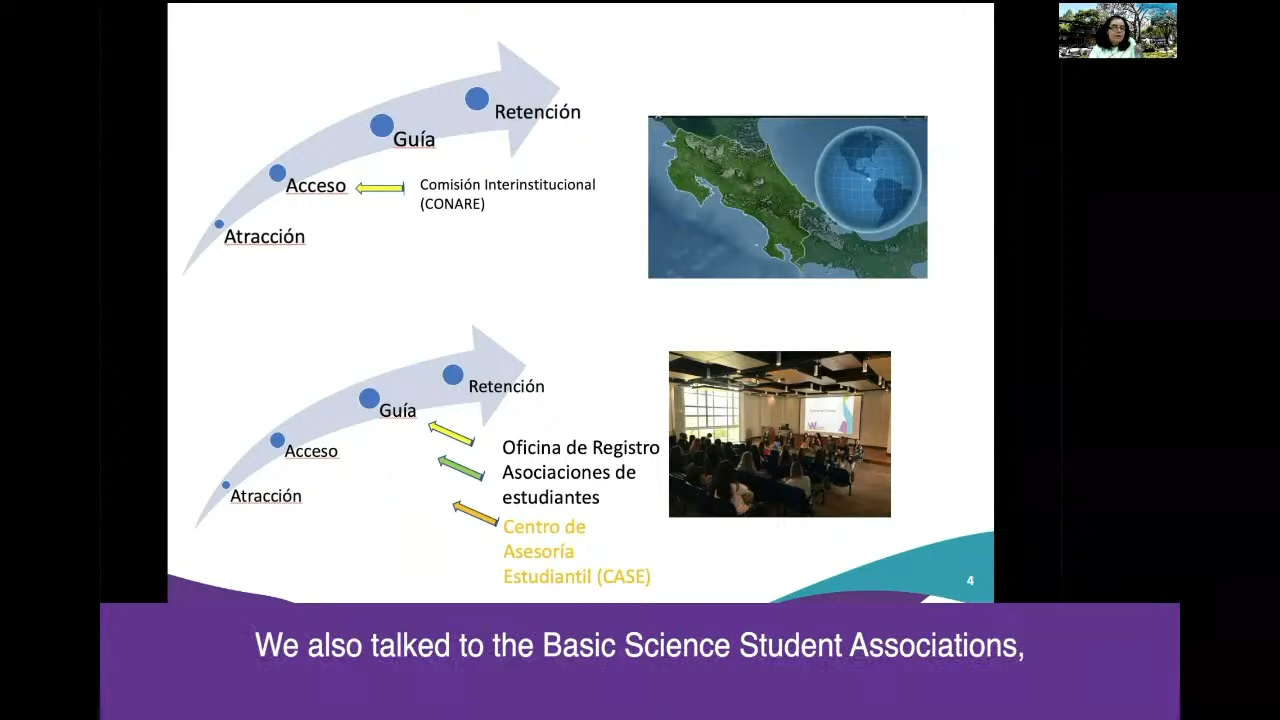 Retención
Guía
Acceso
Comisión Interinstitucional
(CONARE)
Atracción
Retención
Guía
Acceso
Atracción
Oficina de Registro
Asociaciones de
estudiantes
Centro de
Asesoría
Estudiantil (CASE)
4
We also talked to the Basic Science Student Associations,